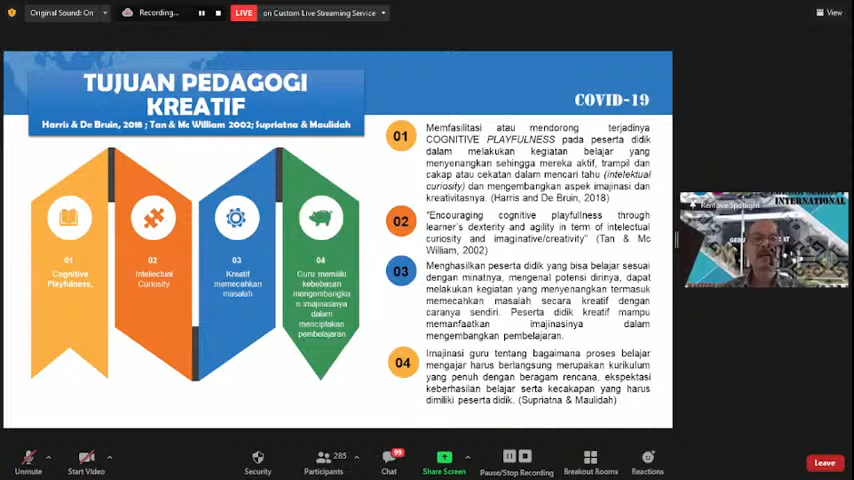 Original Sound: On
Recording...
LIVE
on Custom Live Streaming Service
View
TUJUAN PEDAGOGI
KREATIF
Harris & De Bruin, 2018 ; Tan & Mc William 2002; Supriatna & Maulidah
COVID-19
01
Cognitive
Playfulness,
02
Intelectual
Curiosity
03
Kreatif
memecahkan
masalah
04
Guru memiliki
kebebasan
mengembangka
n imajinasinya
dalam
menciptakan
pembelajaran
01
Memfasilitasi atau mendorong terjadinya
COGNITIVE PLAYFULNESS pada peserta didik
dalam melakukan kegiatan belajar yang
menyenangkan sehingga mereka aktif, trampil dan
cakap atau cekatan dalam mencari tahu (intelektual
curiosity) dan mengembangkan aspek imajinasi dan
kreativitasnya. (Harris and De Bruin, 2018)
02
"Encouraging cognitive playfullness through
learner's dexterity and agility in term of intelectual
curiosity and imaginative/creativity" (Tan & Mc
William, 2002)
03
Menghasilkan peserta didik yang bisa belajar sesuai
dengan minatnya, mengenal potensi dirinya, dapat
melakukan kegiatan yang menyenangkan termasuk
memecahkan masalah secara kreatif dengan
caranya sendiri. Peserta didik kreatif mampu
memanfaatkan imajinasinya dalam
mengembangkan pembelajaran.
04
Imajinasi guru tentang bagaimana proses belajar
mengajar harus berlangsung merupakan kurikulum
yang penuh dengan beragam rencana, ekspektasi
keberhasilan belajar serta kecakapan yang harus
dimiliki peserta didik. (Supriatna & Maulidah)
Remove Spotlight
INTERNATIONAL
Unmute
Start Video
Security
285
Participants
99
Chat
Share Screen
Pause/Stop Recording
Breakout Rooms
Reactions
Leave